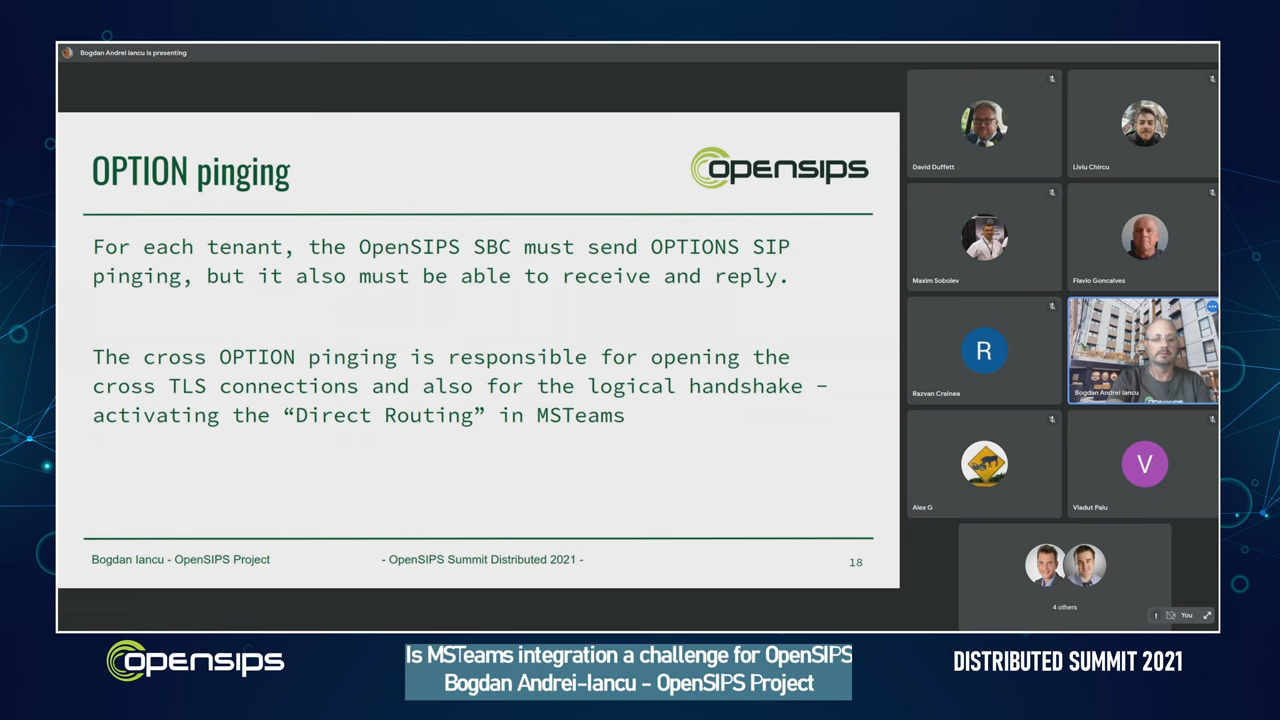 Bogdan Andrei Iancu is presenting
OPTION pinging
OPENSIPS
For each tenant, the OpenSIPS SBC must send OPTIONS SIP
pinging, but it also must be able to receive and reply.
The cross OPTION pinging is responsible for opening the
cross TLS connections and also for the logical handshake –
activating the “Direct Routing” in MSTeams
Bogdan Iancu - OpenSIPS Project
- OpenSIPS Summit Distributed 2021 -
18
David Duffett
Liviu Chircu
Maxim Sobolev
Flavio Goncalves
R
Razvan Crainea
Bogdan Andrei Iancu
Alex G
V
Vladut Paiu
4 others
You
OPENSIPS
Is MSTeams integration a challenge for OpenSIPS
Bogdan Andrei-Iancu - OpenSIPS Project
DISTRIBUTED SUMMIT 2021